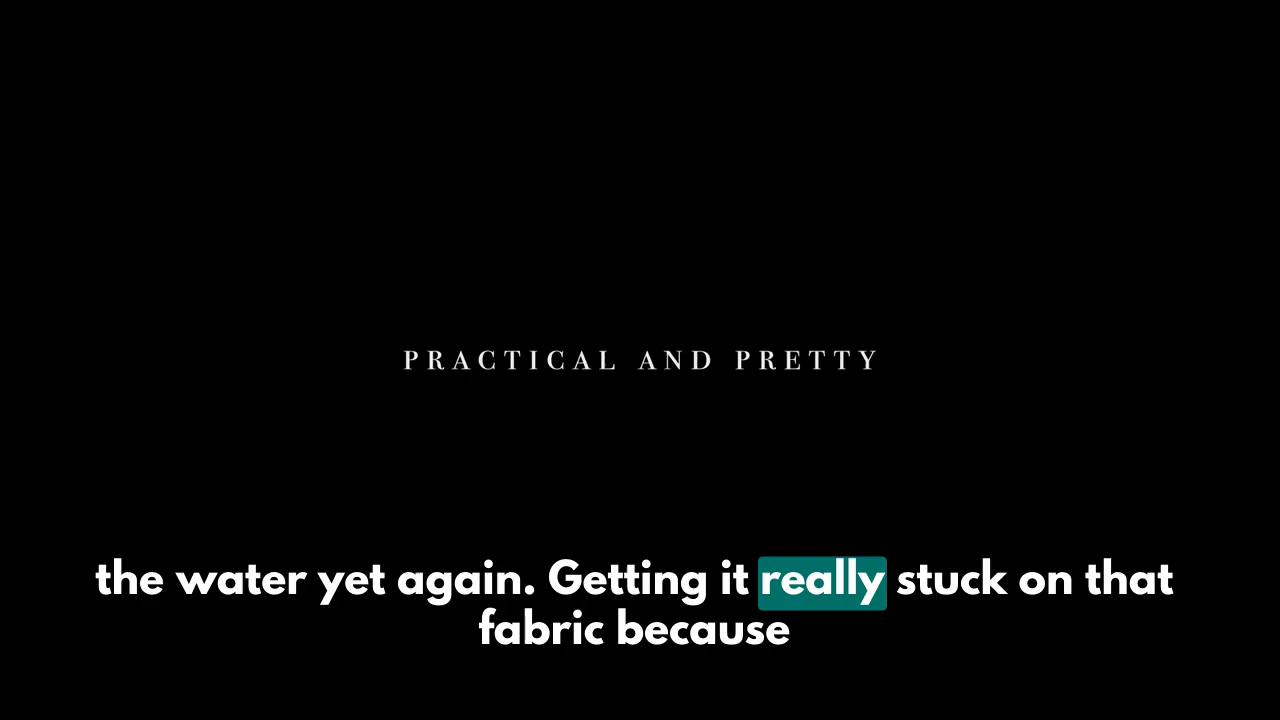 PRACTICAL AND PRETTY
the water yet again. Getting it really stuck on that
fabric because